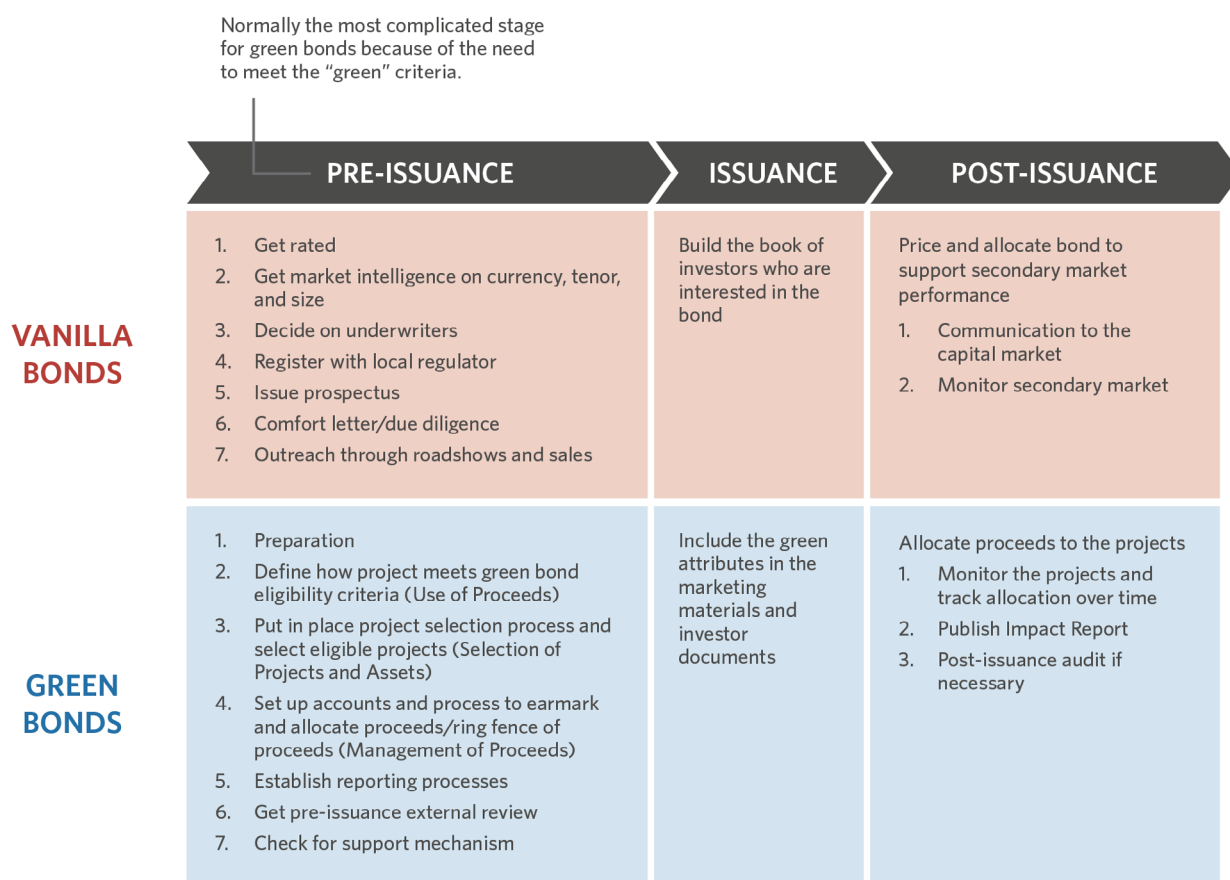 Normally the most complicated stage
for green bonds because of the need
to meet the “green” criteria.
PRE-ISSUANCE
ISSUANCE
POST-ISSUANCE
VANILLA
BONDS
1. Get rated
2. Get market intelligence on currency, tenor,
and size
3. Decide on underwriters
4. Register with local regulator
5. Issue prospectus
6. Comfort letter/due diligence
7. Outreach through roadshows and sales
Build the book of
investors who are
interested in the
bond
Price and allocate bond to
support secondary market
performance
1. Communication to the
capital market
2. Monitor secondary market
GREEN
BONDS
1. Preparation
2. Define how project meets green bond
eligibility criteria (Use of Proceeds)
3. Put in place project selection process and
select eligible projects (Selection of
Projects and Assets)
4. Set up accounts and process to earmark
and allocate proceeds/ring fence of
proceeds (Management of Proceeds)
5. Establish reporting processes
6. Get pre-issuance external review
7. Check for support mechanism
Include the green
attributes in the
marketing
materials and
investor
documents
Allocate proceeds to the projects
1. Monitor the projects and
track allocation over time
2. Publish Impact Report
3. Post-issuance audit if
necessary